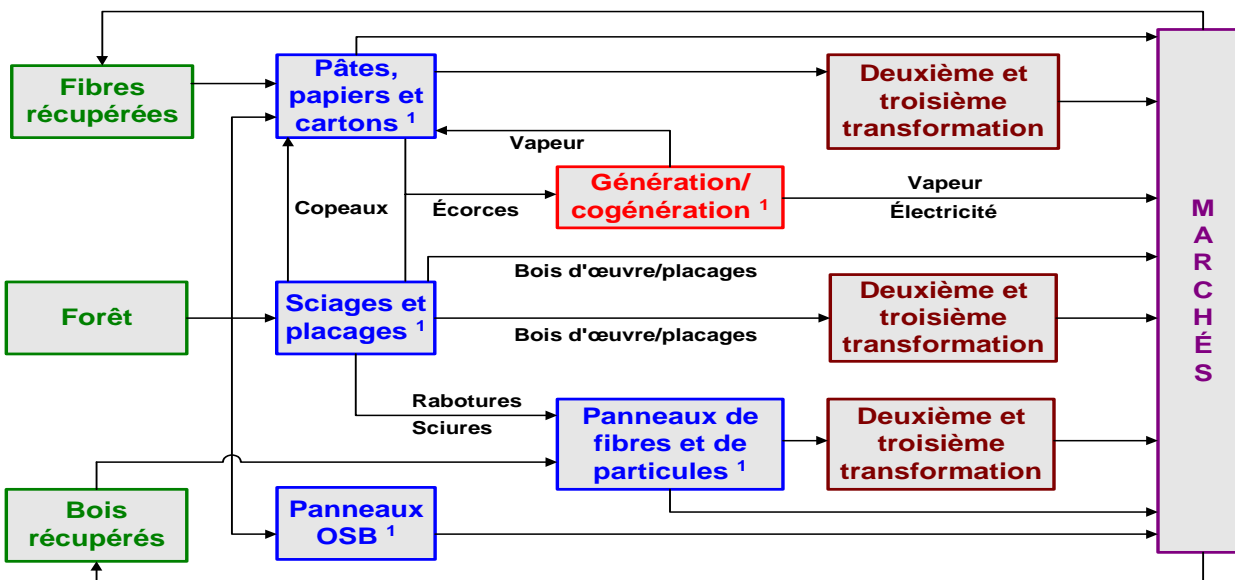 Fibres
récupérées
Pâtes,
papiers et
cartons 1
Deuxième et
troisième
transformation
Vapeur
Copeaux
Écorces
Génération/
cogénération 1
Vapeur
Électricité
Bois d'œuvre/placages
Forêt
Sciages et
placages 1
Bois d'œuvre/placages
Deuxième et
troisième
transformation
Rabotures
Sciures
Panneaux de
fibres et de
particules 1
Deuxième et
troisième
transformation
Bois
récupérés
Panneaux
OSB 1
M
A
R
C
H
É
S